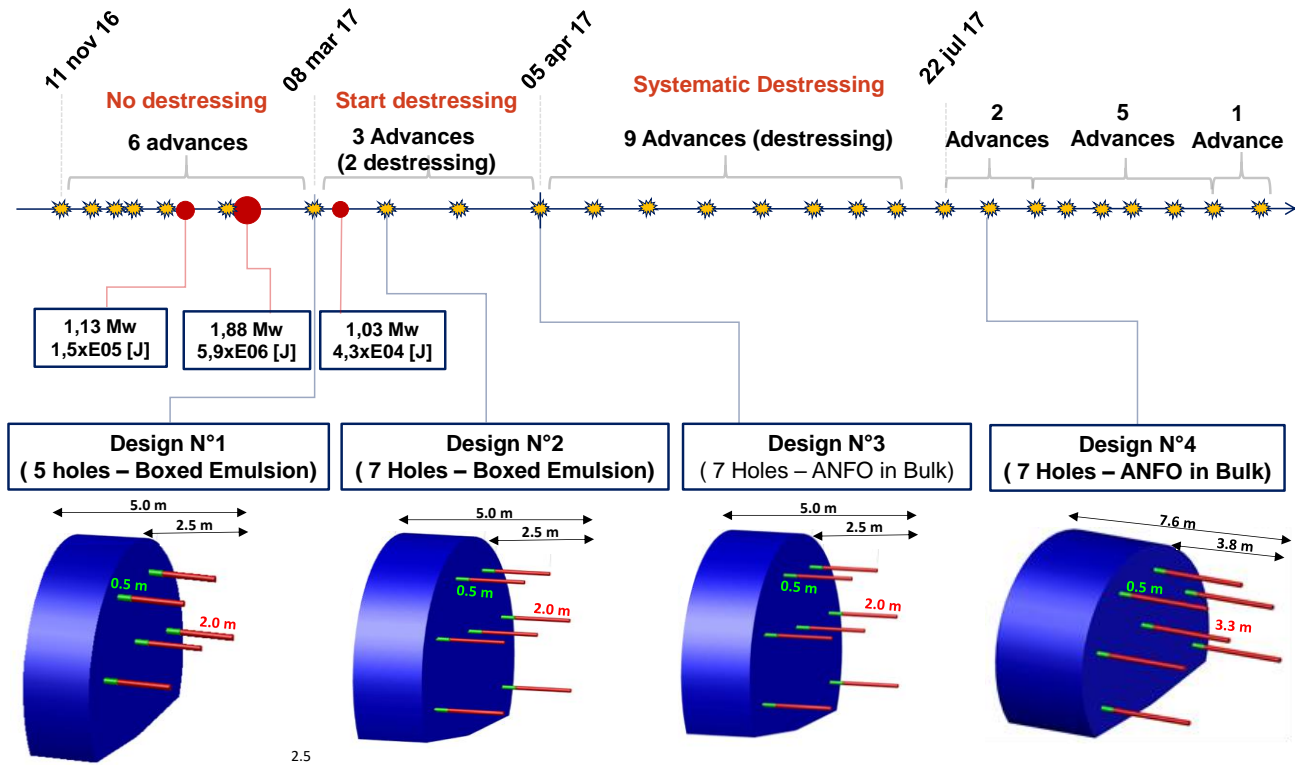 11 nov 16
08 mar 17
05 apr 17
22 jul 17
No destressing
Start destressing
Systematic Destressing
6 advances
3 Advances
(2 destressing)
9 Advances (destressing)
2
Advances
5
Advances
1
Advance
1,13 Mw
1,5xE05 [J]
1,88 Mw
5,9xE06 [J]
1,03 Mw
4,3xE04 [J]
Design N°1
( 5 holes – Boxed Emulsion)
Design N°2
( 7 Holes – Boxed Emulsion)
Design N°3
( 7 Holes – ANFO in Bulk)
Design N°4
( 7 Holes – ANFO in Bulk)
5.0 m
2.5 m
0.5 m
2.0 m
5.0 m
2.5 m
0.5 m
2.0 m
5.0 m
2.5 m
0.5 m
2.0 m
7.6 m
3.8 m
0.5 m
3.3 m
2.5